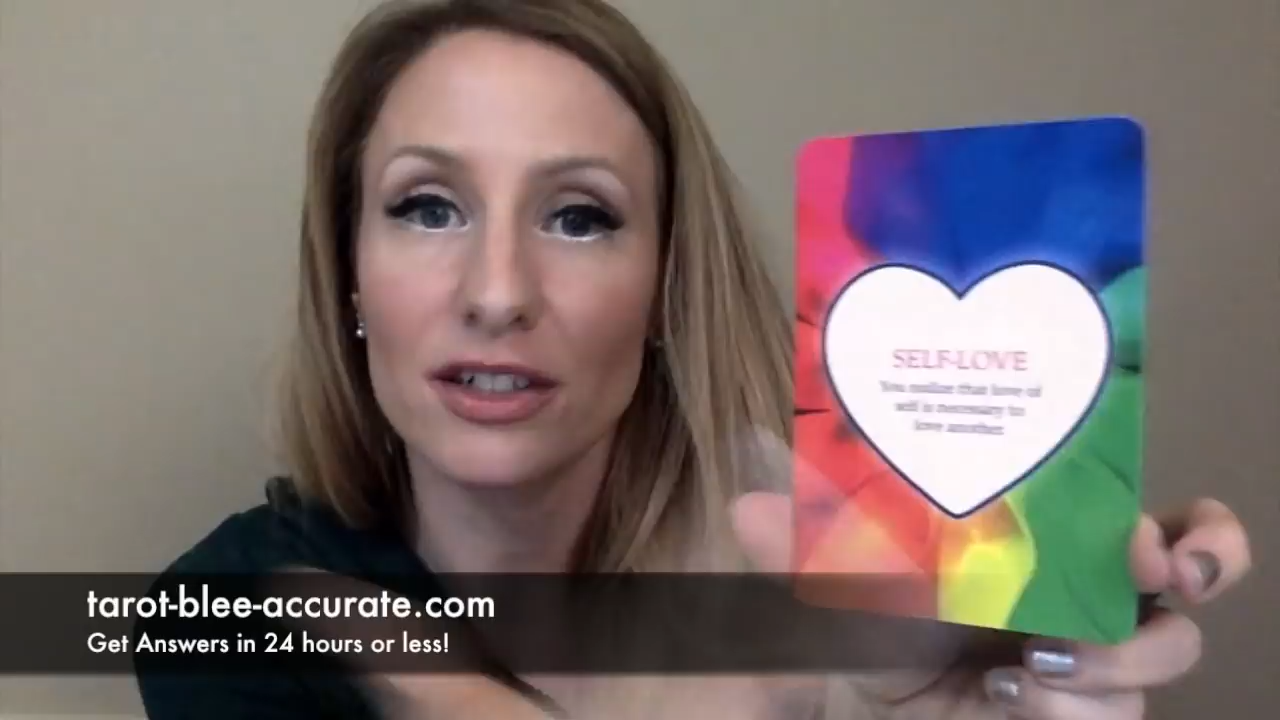 SELF-LOVE
You realize that love of
self is necessary to
love another.
tarot-blee-accurate.com
Get Answers in 24 hours or less!